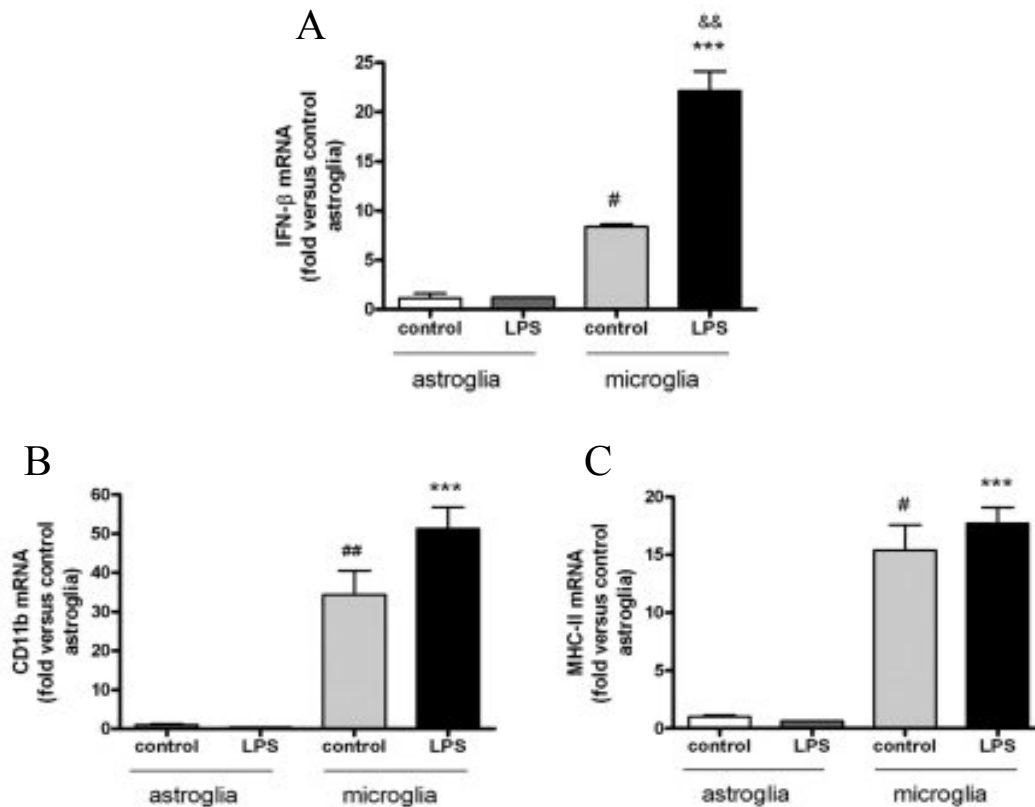 A
&&
***
#
IFN-β mRNA
(fold versus control
astroglia)
25
20
15
10
5
0
control LPS control LPS
astroglia microglia
B
***
##
CD11b mRNA
(fold versus control
astroglia)
60
50
40
30
20
10
0
control LPS control LPS
astroglia microglia
C
***
#
MHC-II mRNA
(fold versus control
astroglia)
20
15
10
5
0
control LPS control LPS
astroglia microglia